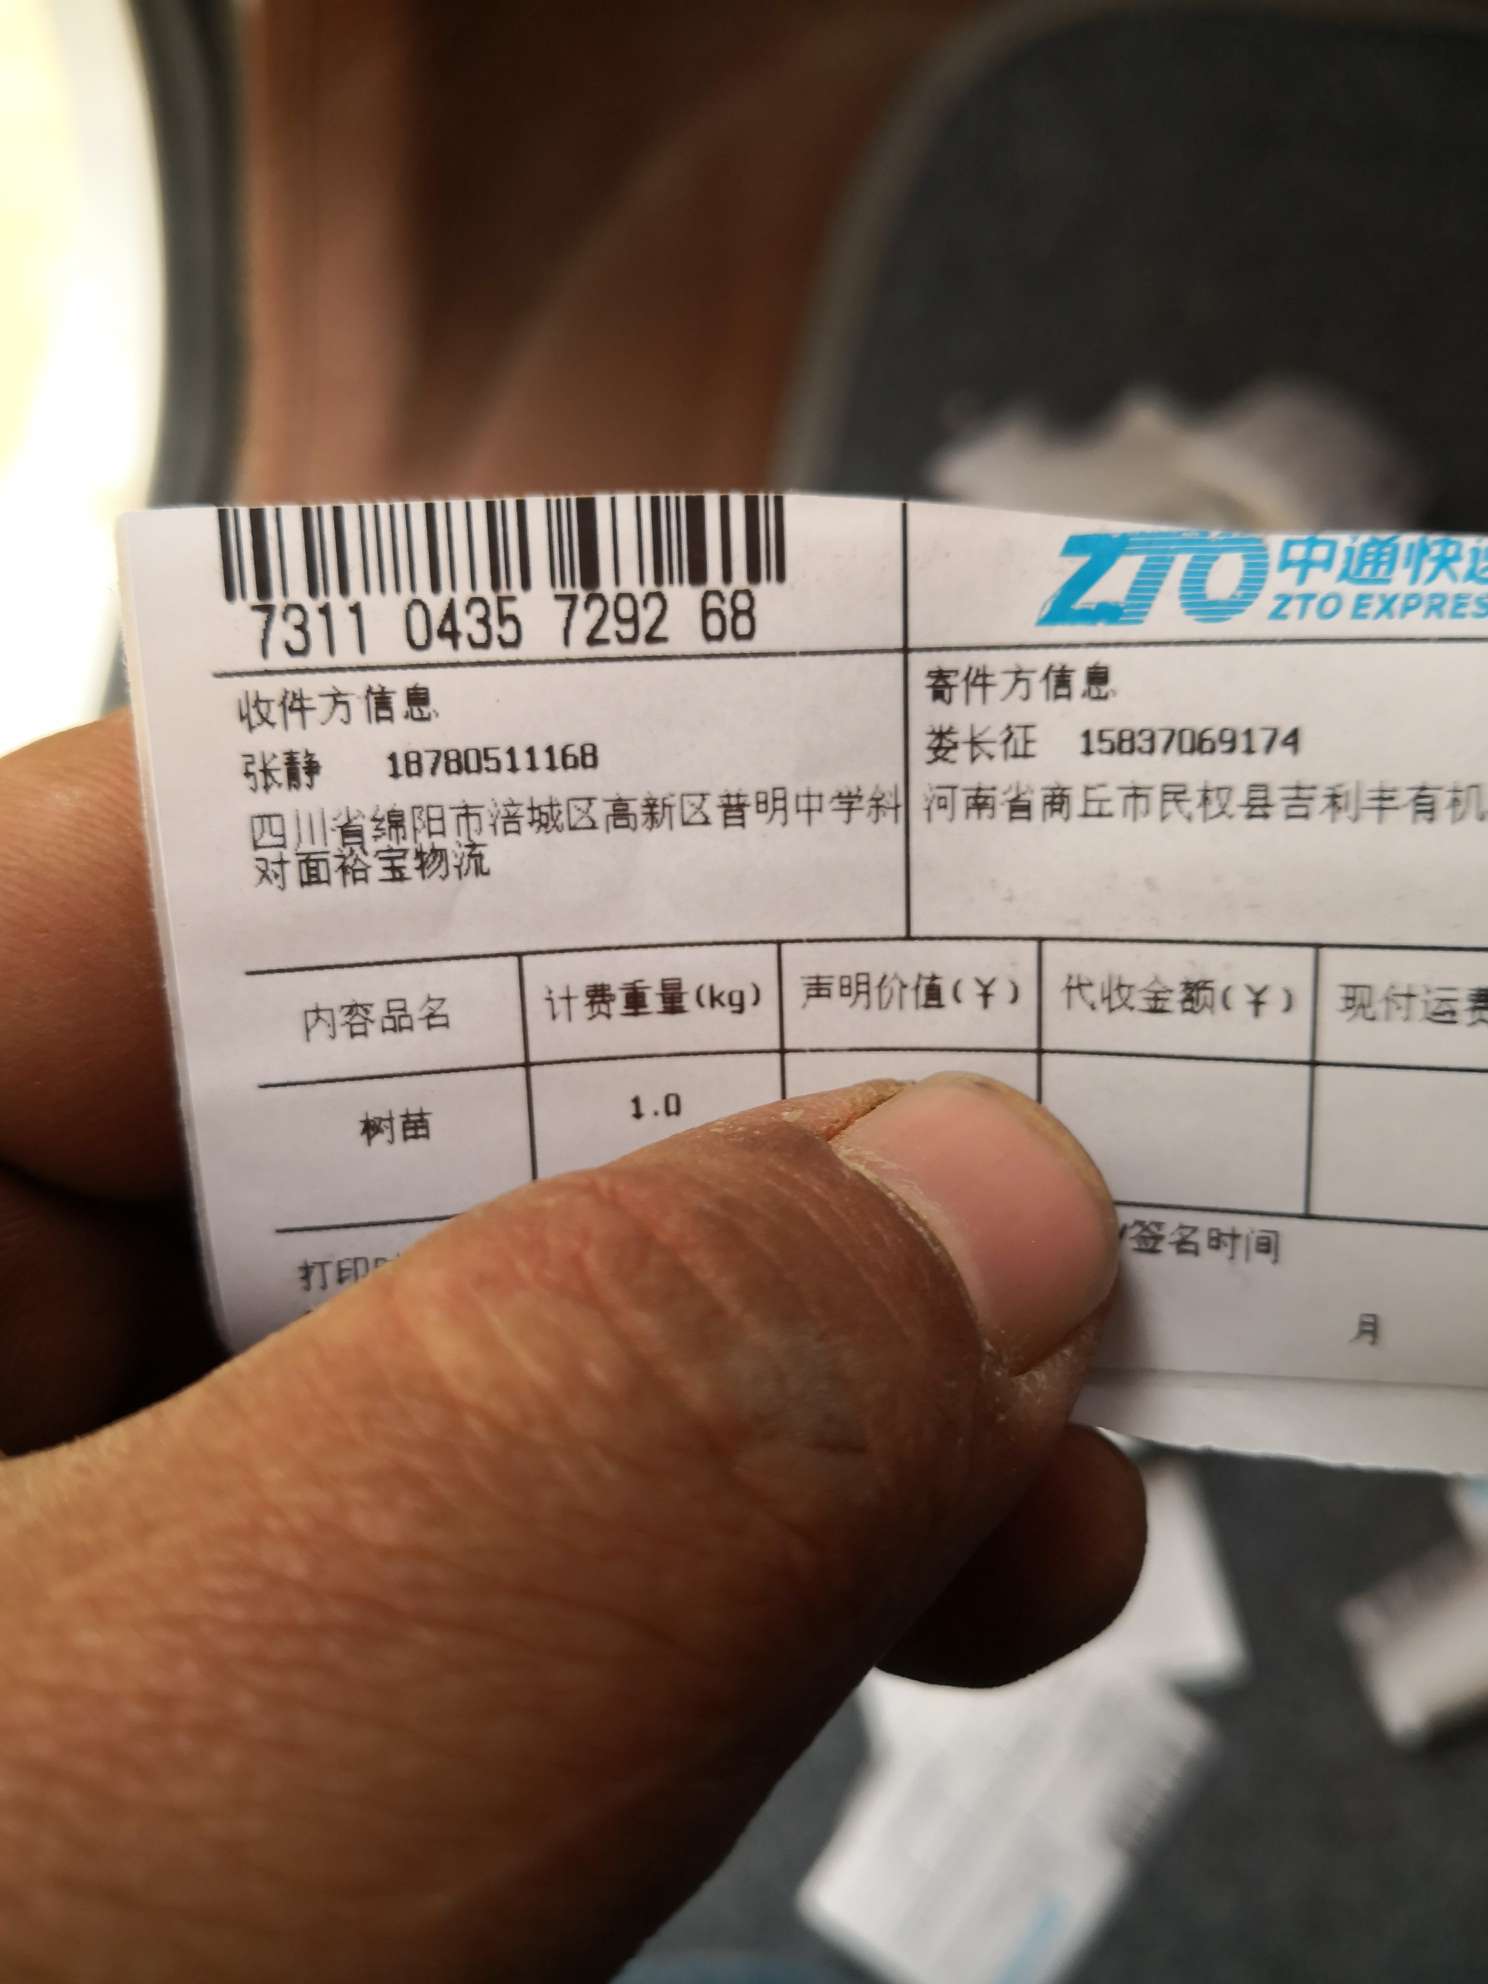 7311 0435 7292 68
ZTO 中通快递
ZTO EXPRES
收件方信息
张静 18780511168
四川省绵阳市涪城区高新区普明中学斜
对面裕宝物流
寄件方信息
娄长征 15837069174
河南省商丘市民权县吉利丰有机
内容品名 计费重量(kg) 声明价值(¥) 代收金额(¥) 现付运费
树苗 1.0
打印 签名时间
月